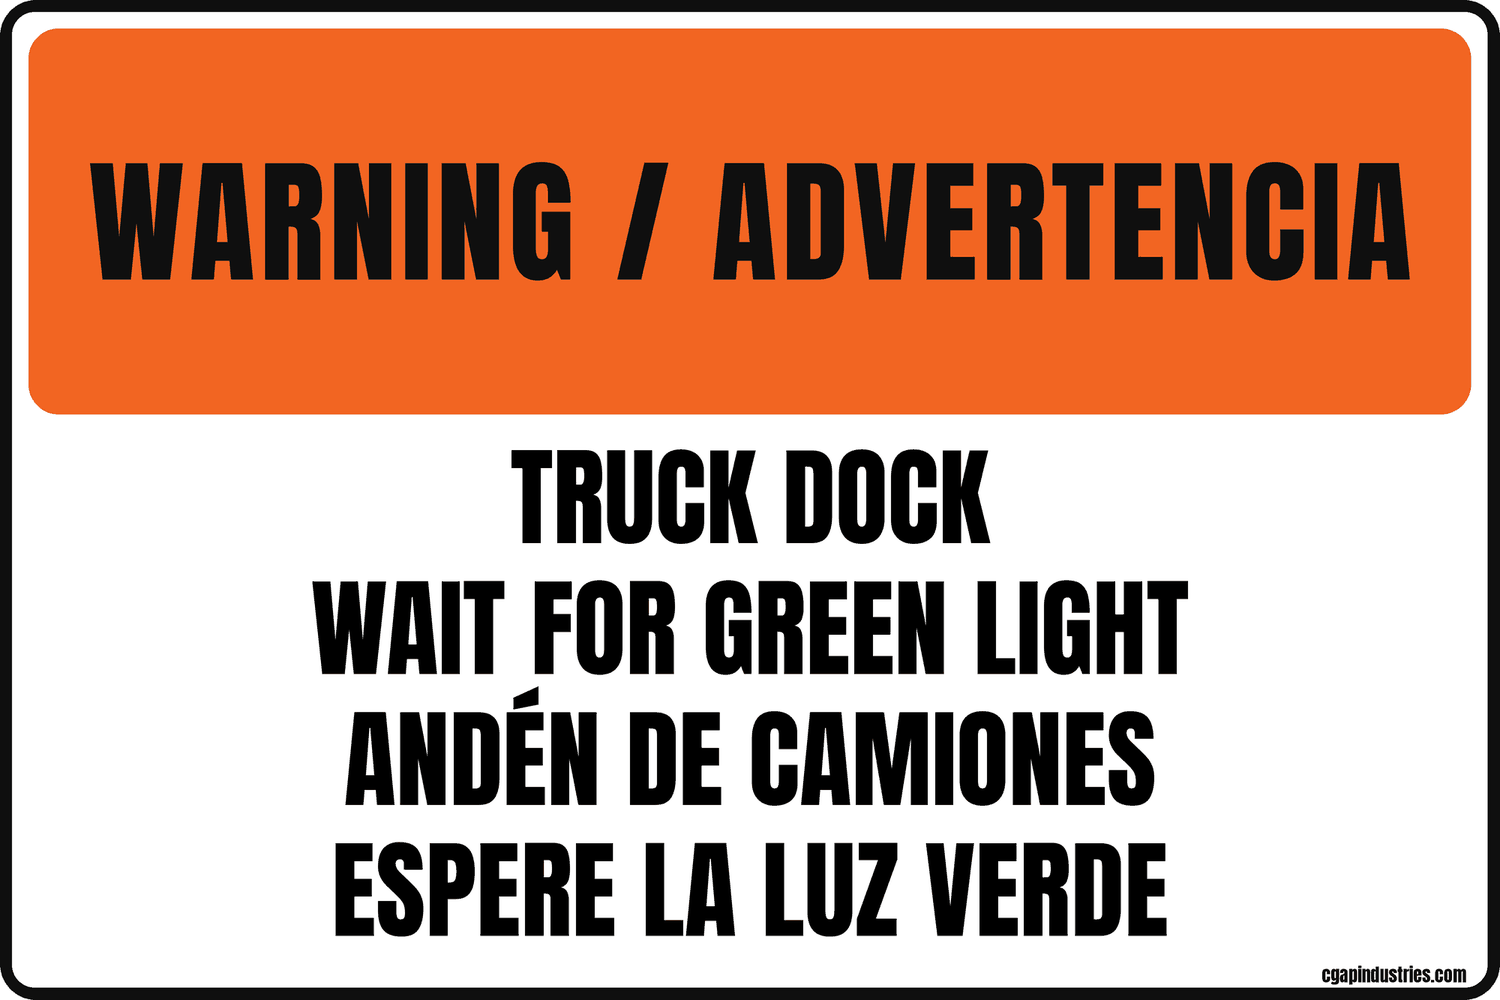 WARNING / ADVERTENCIA
TRUCK DOCK
WAIT FOR GREEN LIGHT
ANDÉN DE CAMIONES
ESPERE LA LUZ VERDE
cgapindustries.com